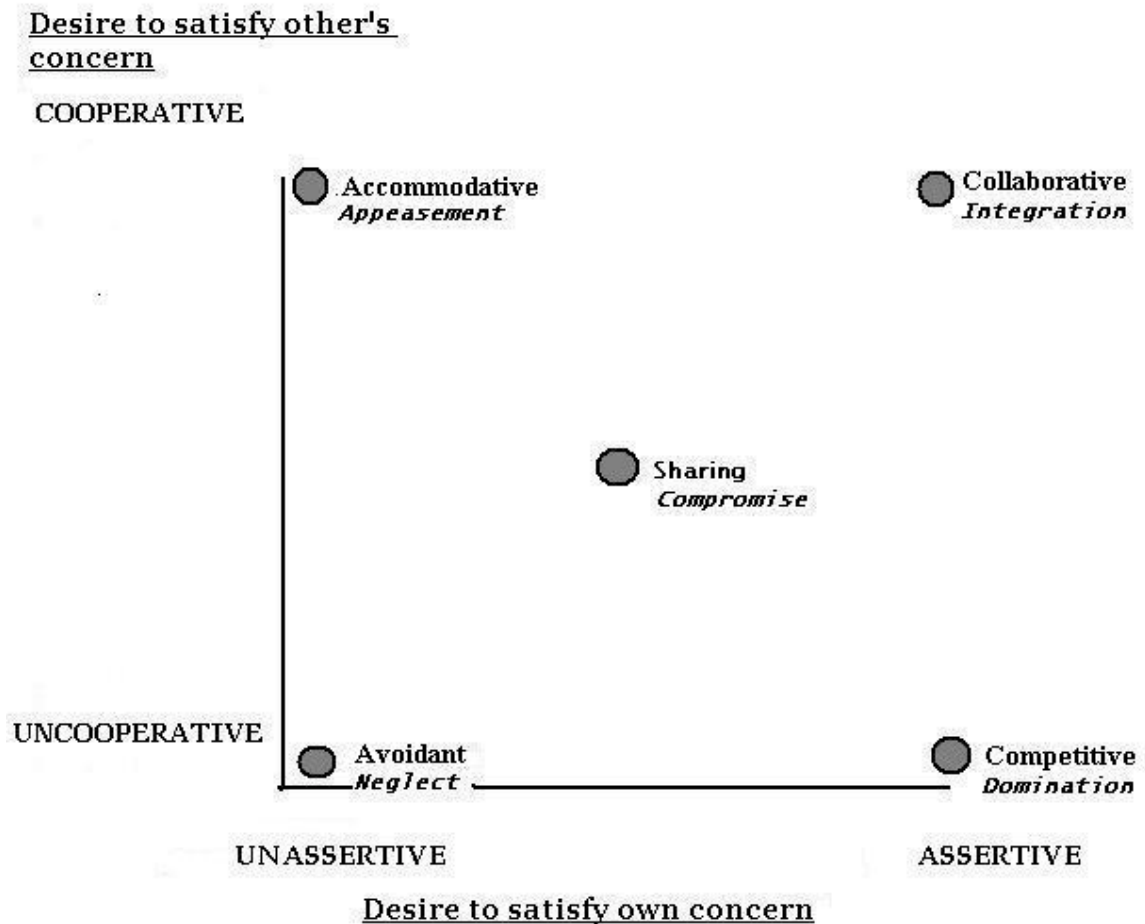 Desire to satisfy other's
concern
COOPERATIVE
Accommodative
Appeasement
Collaborative
Integration
Sharing
Compromise
UNCOOPERATIVE
Avoidant
Neglect
Competitive
Domination
UNASSERTIVE
ASSERTIVE
Desire to satisfy own concern